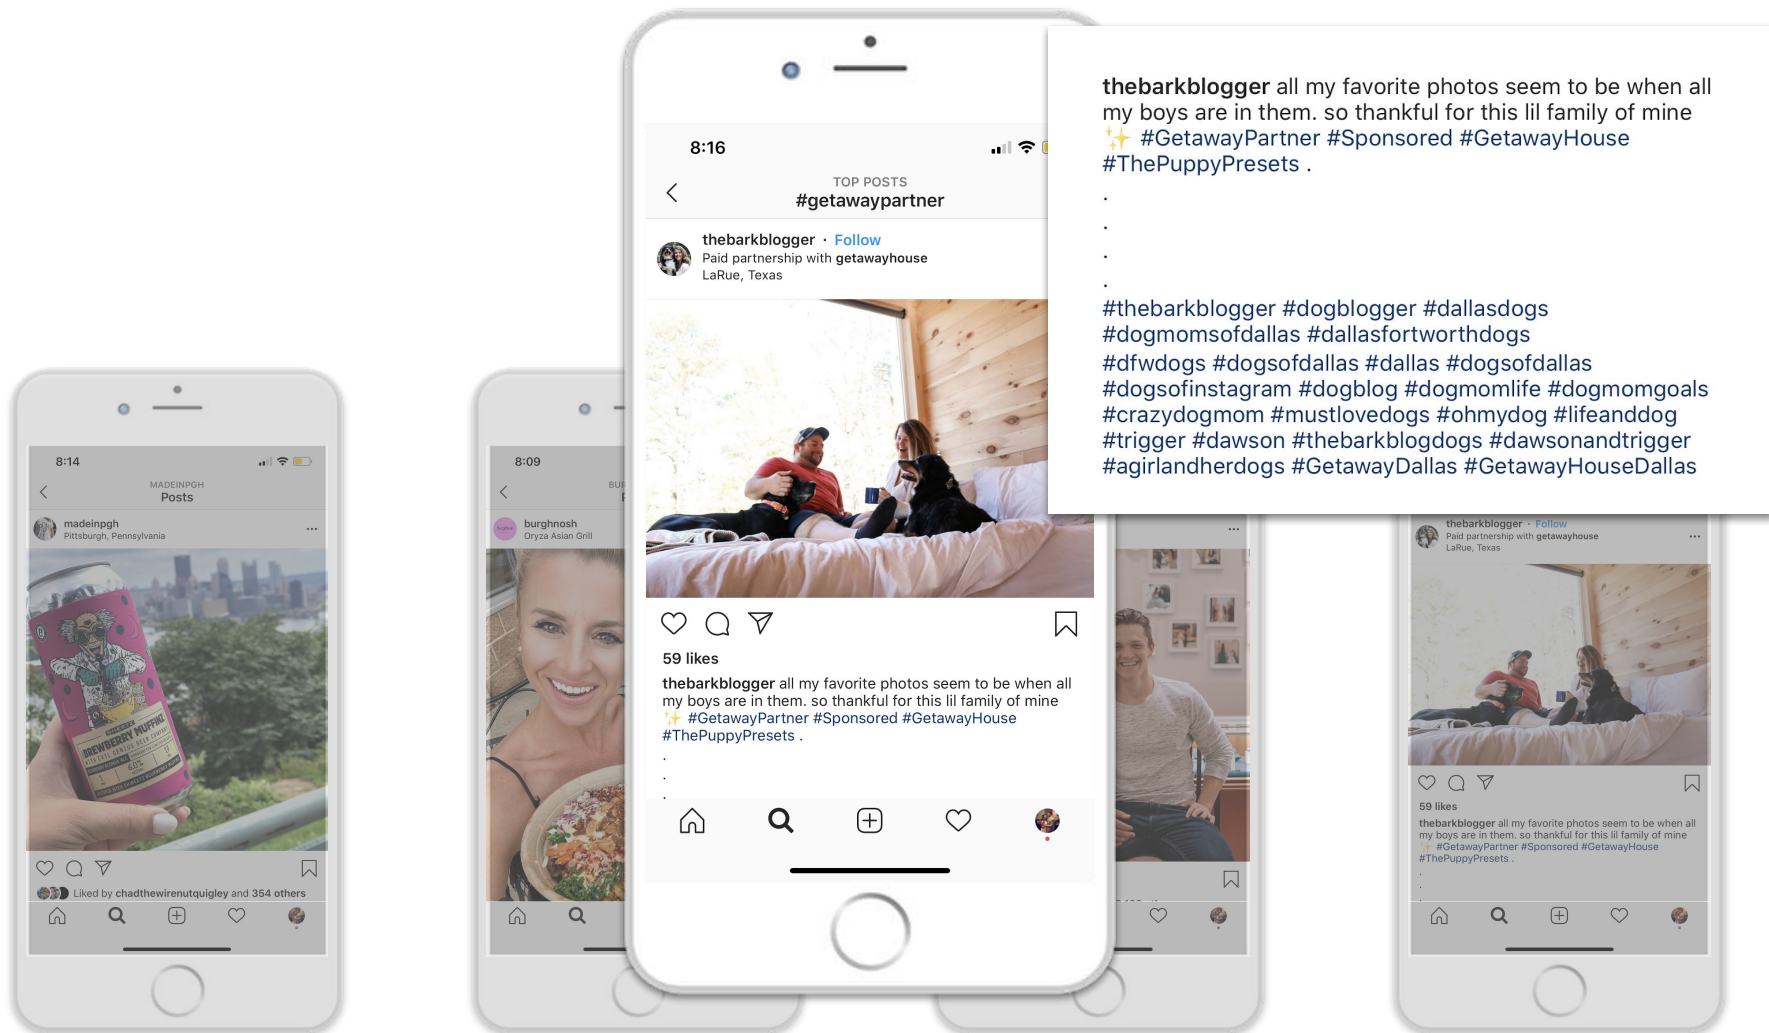 8:16
TOP POSTS
#getawaypartner
thebarkblogger · Follow
Paid partnership with getawayhouse
LaRue, Texas
59 likes
thebarkblogger all my favorite photos seem to be when all
my boys are in them. so thankful for this lil family of mine
✨ #GetawayPartner #Sponsored #GetawayHouse
#ThePuppyPresets .
.
.
.
thebarkblogger all my favorite photos seem to be when all
my boys are in them. so thankful for this lil family of mine
✨ #GetawayPartner #Sponsored #GetawayHouse
#ThePuppyPresets .
.
.
.
.
#thebarkblogger #dogblogger #dallasdogs
#dogmomsofdallas #dallasfortworthdogs
#dfwdogs #dogsofdallas #dallas #dogsofdallas
#dogsofinstagram #dogblog #dogmomlife #dogmomgoals
#crazydogmom #mustlovedogs #ohmydog #lifeanddog
#trigger #dawson #thebarkblogdogs #dawsonandtrigger
#agirlandherdogs #GetawayDallas #GetawayHouseDallas
8:14
MADEINPGH
Posts
madeinpgh
Pittsburgh, Pennsylvania
BREWBERRY MUFFINZ
6.0%
Liked by chadthewirenutquigley and 354 others
8:09
BUR
burghnosh
Oryza Asian Grill
thebarkblogger · Follow
Paid partnership with getawayhouse
LaRue, Texas
59 likes
thebarkblogger all my favorite photos seem to be when all
my boys are in them. so thankful for this lil family of mine
✨ #GetawayPartner #Sponsored #GetawayHouse
#ThePuppyPresets .
.
.
.